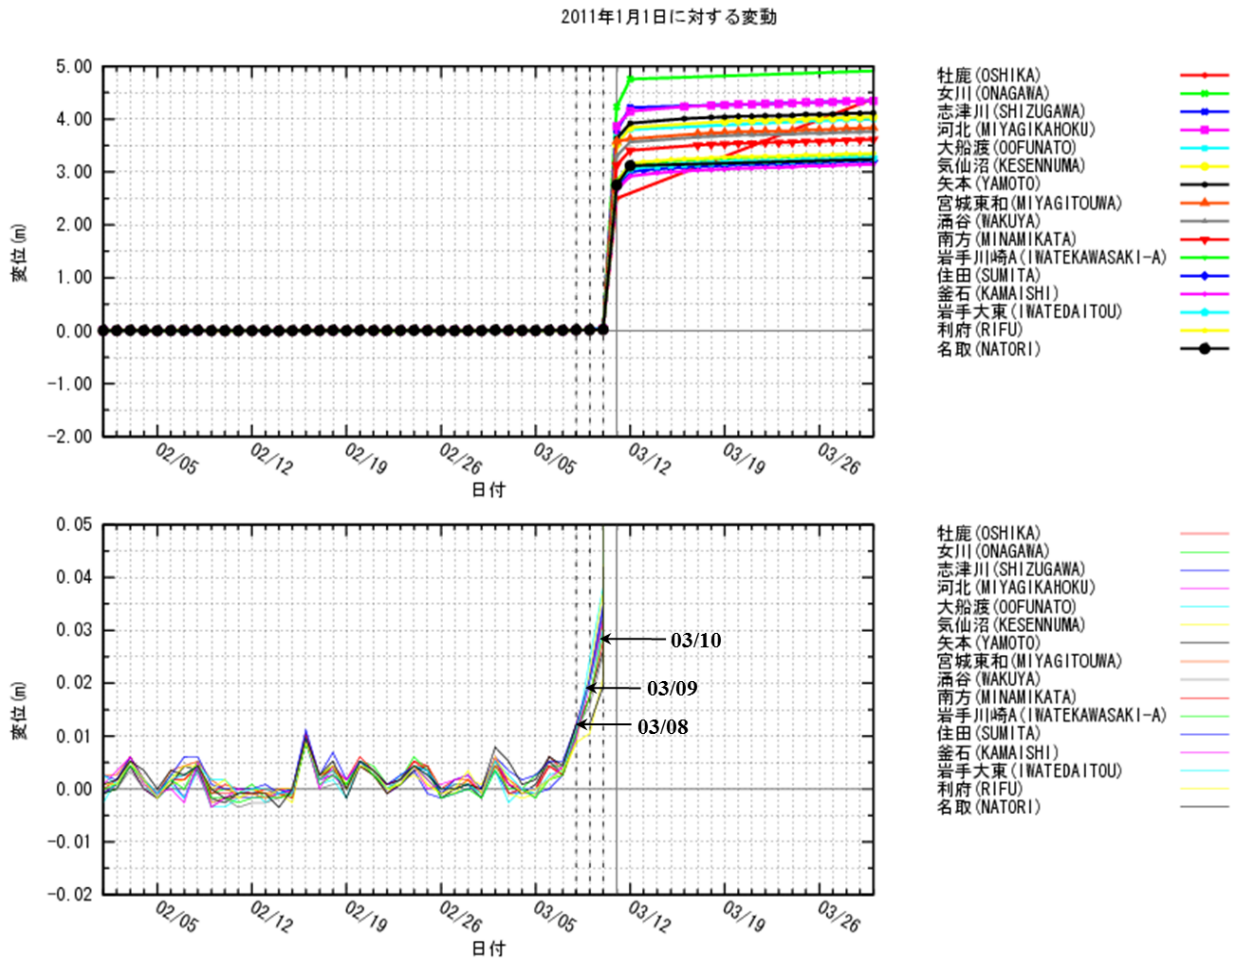 2011年1月1日に対する変動
5.00
4.00
3.00
2.00
1.00
0.00
-1.00
-2.00
変位(m)
02/05
02/12
02/19
02/26
03/05
03/12
03/19
03/26
日付
牡鹿(OSHIKA)
女川(ONAGAWA)
志津川(SHIZUGAWA)
河北(MIYAGIKAHOKU)
大船渡(OOFUNATO)
気仙沼(KESENNUMA)
矢本(YAMOTO)
宮城東和(MIYAGITOUWA)
涌谷(WAKUYA)
南方(MINAMIKATA)
岩手川崎A(IWATEKAWASAKI-A)
住田(SUMITA)
釜石(KAMAISHI)
岩手大東(IWATEDAITOU)
利府(RIFU)
名取(NATORI)
0.05
0.04
0.03
0.02
0.01
0.00
-0.01
-0.02
変位(m)
03/10
03/09
03/08
02/05
02/12
02/19
02/26
03/05
03/12
03/19
03/26
日付
牡鹿(OSHIKA)
女川(ONAGAWA)
志津川(SHIZUGAWA)
河北(MIYAGIKAHOKU)
大船渡(OOFUNATO)
気仙沼(KESENNUMA)
矢本(YAMOTO)
宮城東和(MIYAGITOUWA)
涌谷(WAKUYA)
南方(MINAMIKATA)
岩手川崎A(IWATEKAWASAKI-A)
住田(SUMITA)
釜石(KAMAISHI)
岩手大東(IWATEDAITOU)
利府(RIFU)
名取(NATORI)